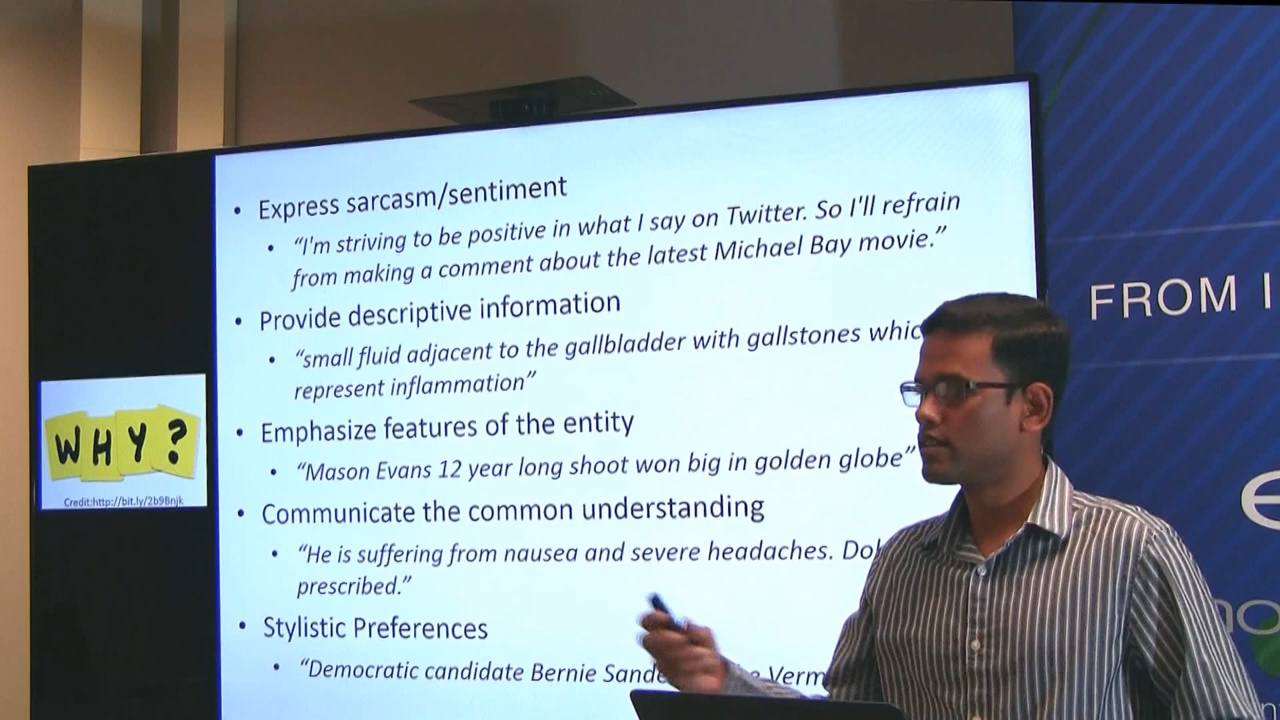 • Express sarcasm/sentiment
• “I'm striving to be positive in what I say on Twitter. So I'll refrain
from making a comment about the latest Michael Bay movie.”
• Provide descriptive information
• “small fluid adjacent to the gallbladder with gallstones which
represent inflammation”
• Emphasize features of the entity
• “Mason Evans 12 year long shoot won big in golden globe”
• Communicate the common understanding
• “He is suffering from nausea and severe headaches.
prescribed.”
• Stylistic Preferences
• “Democratic candidate Bernie
WHY?
Credit:http://bit.ly/2b9Bnjk
FROM